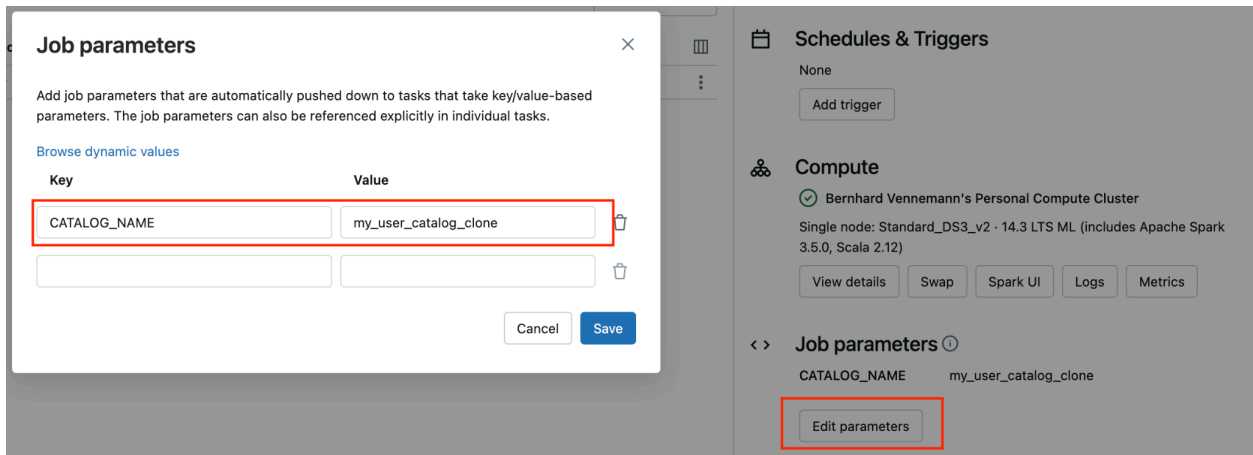 Job parameters
Add job parameters that are automatically pushed down to tasks that take key/value-based
parameters. The job parameters can also be referenced explicitly in individual tasks.
Browse dynamic values
Key Value
CATALOG_NAME my_user_catalog_clone
Cancel Save
Schedules & Triggers
None
Add trigger
Compute
Bernhard Vennemann's Personal Compute Cluster
Single node: Standard_DS3_v2 · 14.3 LTS ML (includes Apache Spark
3.5.0, Scala 2.12)
View details Swap Spark UI Logs Metrics
Job parameters
CATALOG_NAME my_user_catalog_clone
Edit parameters